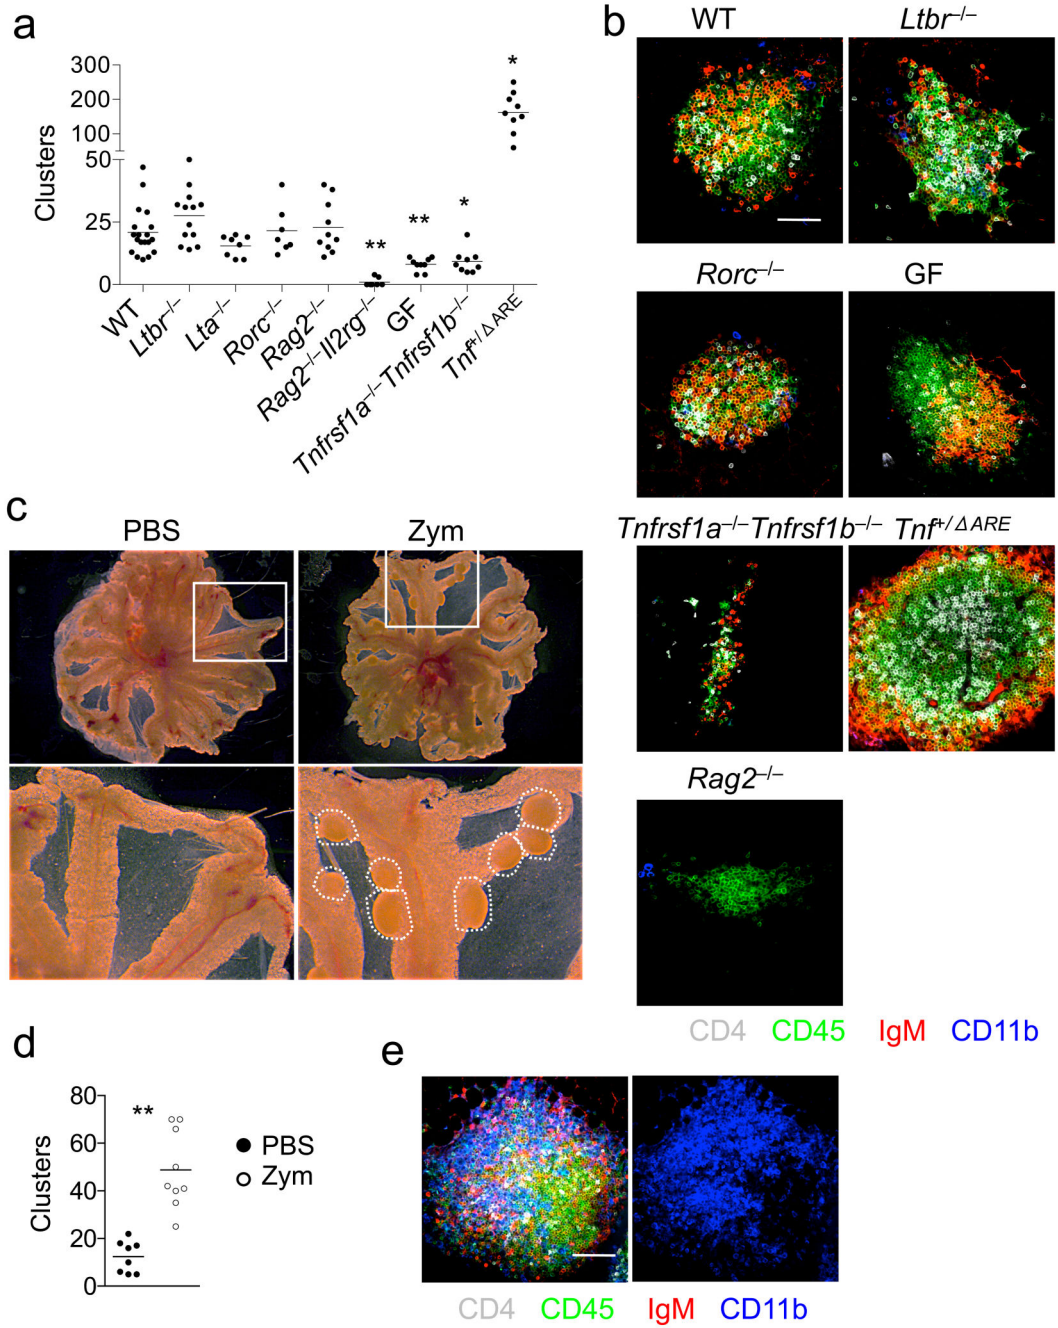 a
Clusters
300
200
100
50
25
0
**
**
*
*
WT
Ltbr–/–
Lta–/–
Rorc–/–
Rag2–/–
Rag2–/–Il2rg–/–
GF
Tnfrsf1a–/–Tnfrsf1b–/–
Tnf+/ΔARE
b
WT Ltbr–/–
Rorc–/– GF
Tnfrsf1a–/–Tnfrsf1b–/– Tnf+/ΔARE
Rag2–/–
CD4 CD45 IgM CD11b
c
PBS Zym
d
Clusters
80
60
40
20
0
**
PBS
Zym
e
CD4 CD45 IgM CD11b